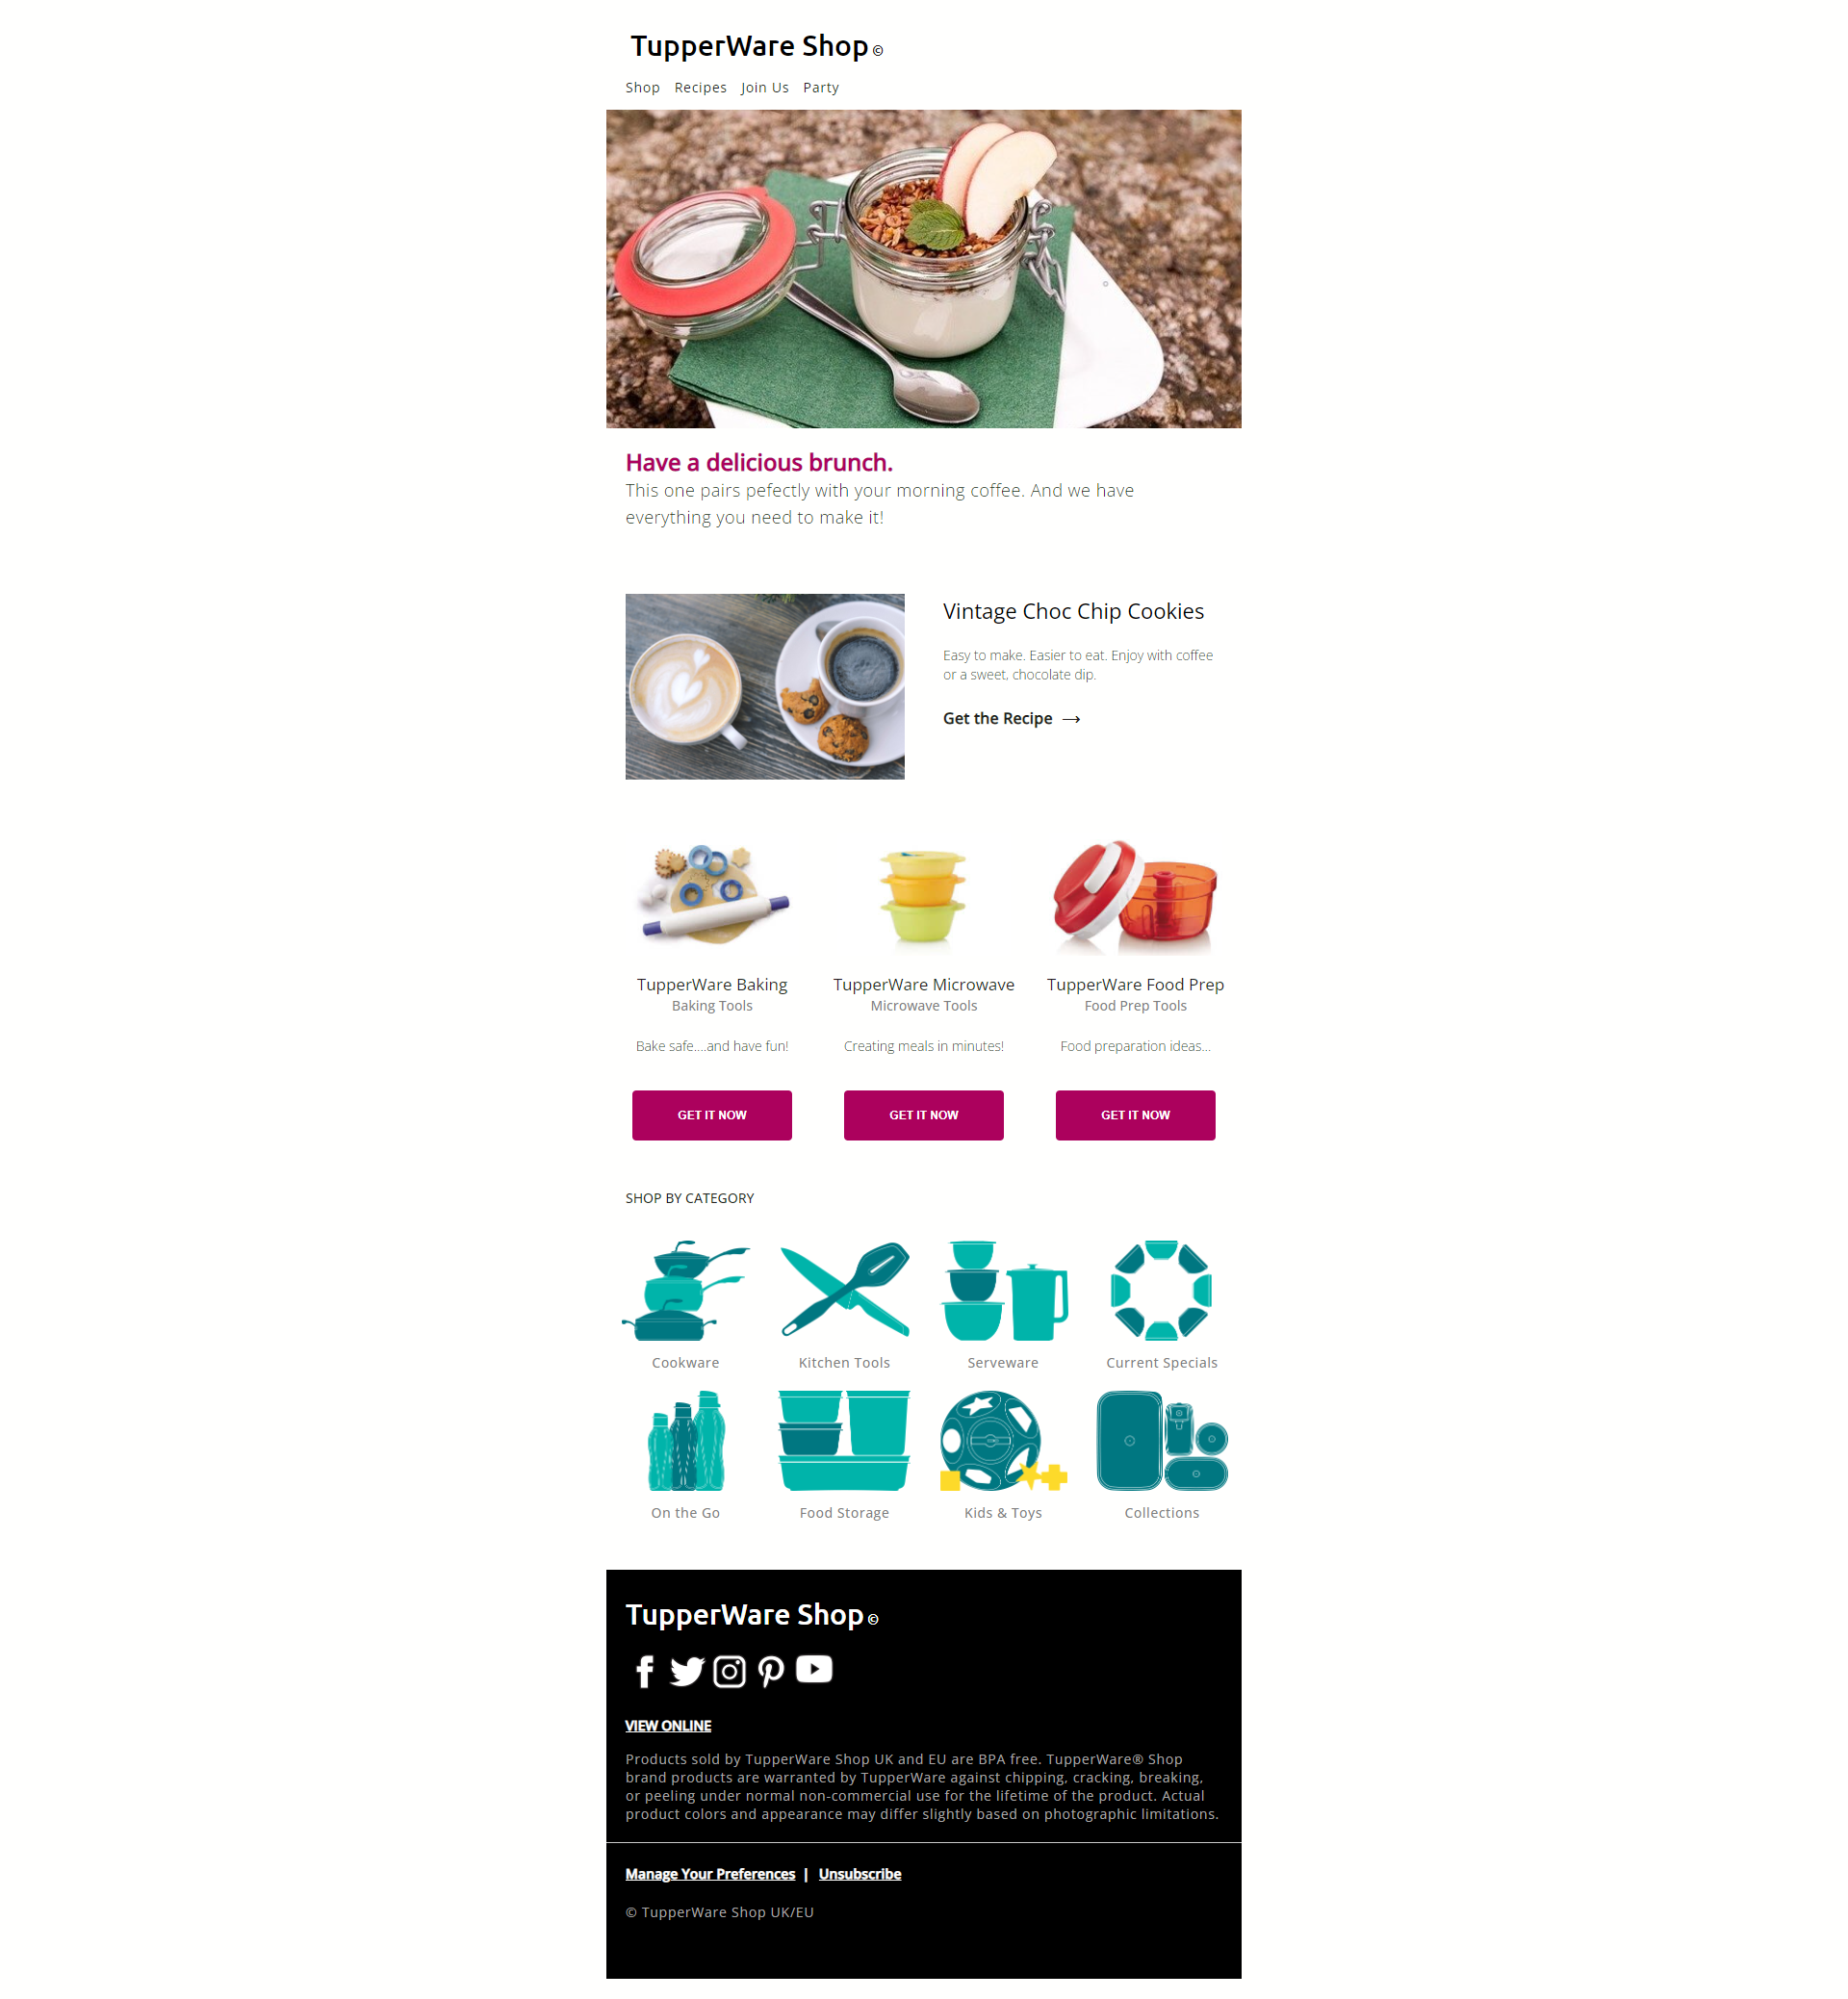 TupperWare Shop ©
Shop Recipes Join Us Party
Have a delicious brunch.
This one pairs pefectly with your morning coffee. And we have
everything you need to make it!
Vintage Choc Chip Cookies
Easy to make. Easier to eat. Enjoy with coffee
or a sweet, chocolate dip.
Get the Recipe →
TupperWare Baking
Baking Tools
Bake safe....and have fun!
GET IT NOW
TupperWare Microwave
Microwave Tools
Creating meals in minutes!
GET IT NOW
TupperWare Food Prep
Food Prep Tools
Food preparation ideas...
GET IT NOW
SHOP BY CATEGORY
Cookware
Kitchen Tools
Serveware
Current Specials
On the Go
Food Storage
Kids & Toys
Collections
TupperWare Shop ©
VIEW ONLINE
Products sold by TupperWare Shop UK and EU are BPA free. TupperWare® Shop
brand products are warranted by TupperWare against chipping, cracking, breaking,
or peeling under normal non-commercial use for the lifetime of the product. Actual
product colors and appearance may differ slightly based on photographic limitations.
Manage Your Preferences | Unsubscribe
© TupperWare Shop UK/EU